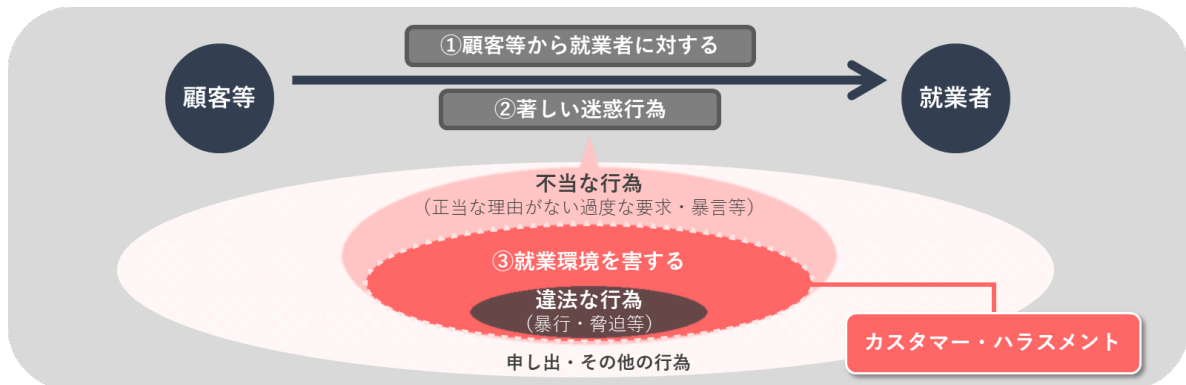 ①顧客等から就業者に対する
顧客等
就業者
②著しい迷惑行為
不当な行為
（正当な理由がない過度な要求・暴言等）
③就業環境を害する
違法な行為
（暴行・脅迫等）
カスタマー・ハラスメント
申し出・その他の行為